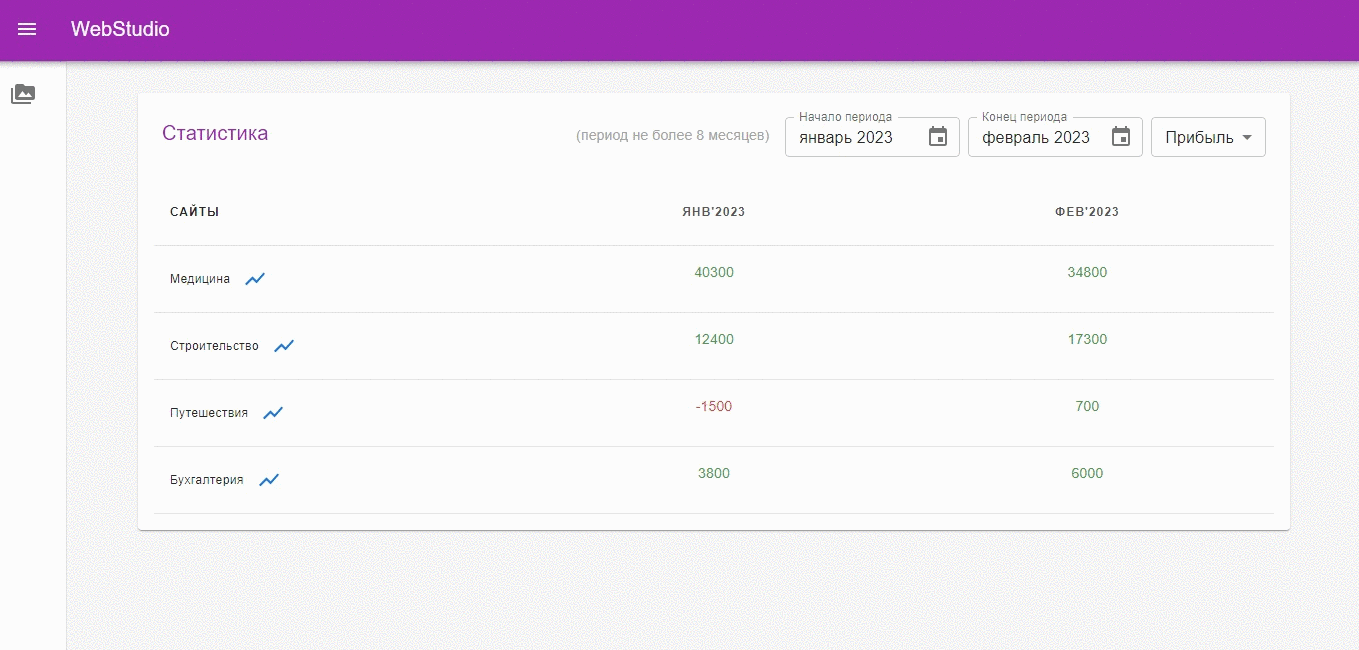 WebStudio
Статистика
(период не более 8 месяцев)
Начало периода
январь 2023
Конец периода
февраль 2023
Прибыль
САЙТЫ ЯНВ'2023 ФЕВ'2023
Медицина 40300 34800
Строительство 12400 17300
Путешествия -1500 700
Бухгалтерия 3800 6000